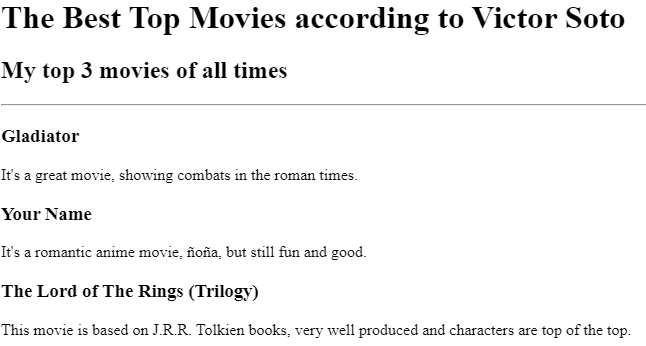 The Best Top Movies according to Victor Soto
My top 3 movies of all times
Gladiator
It's a great movie, showing combats in the roman times.
Your Name
It's a romantic anime movie, ñoña, but still fun and good.
The Lord of The Rings (Trilogy)
This movie is based on J.R.R. Tolkien books, very well produced and characters are top of the top.